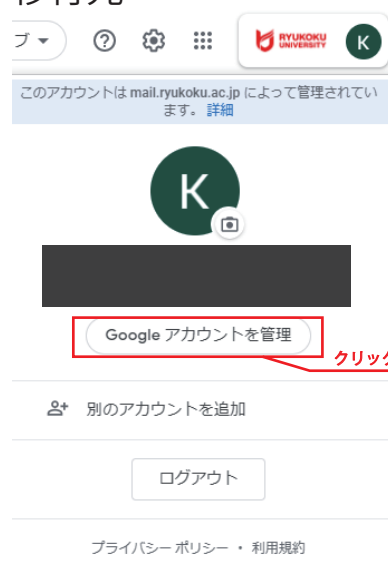 ブ
RYUKOKU
UNIVERSITY
K
このアカウントは mail.ryukoku.ac.jp によって管理されてい
ます。 詳細
K
Google アカウントを管理
クリック
別のアカウントを追加
ログアウト
プライバシー ポリシー ・ 利用規約